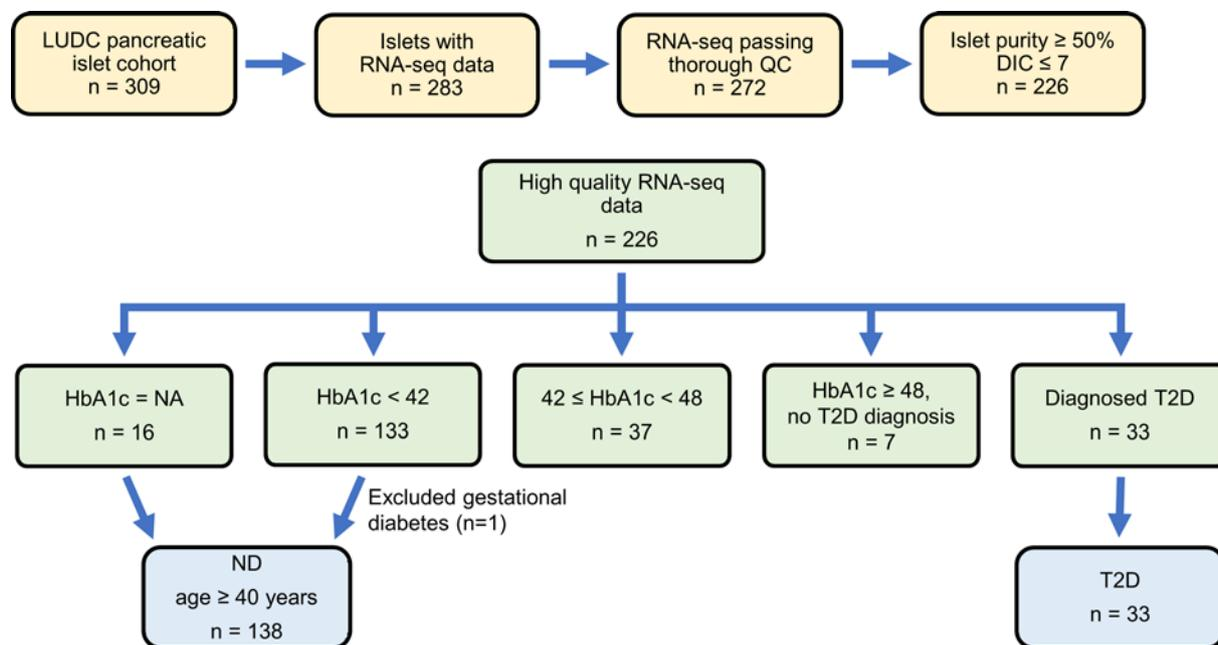 LUDC pancreatic
islet cohort
n = 309
Islets with
RNA-seq data
n = 283
RNA-seq passing
thorough QC
n = 272
Islet purity ≥ 50%
DIC ≤ 7
n = 226
High quality RNA-seq
data
n = 226
HbA1c = NA
n = 16
HbA1c < 42
n = 133
42 ≤ HbA1c < 48
n = 37
HbA1c ≥ 48,
no T2D diagnosis
n = 7
Diagnosed T2D
n = 33
Excluded gestational
diabetes (n=1)
ND
age ≥ 40 years
n = 138
T2D
n = 33